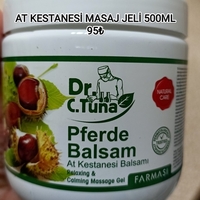 AT KESTANESİ MASAJ JELİ 500ML
95₺
Dr.
C.Tuna
NATURAL
CARE
Pferde
Balsam
At Kestanesi Balsamı
Relaxing &
Calming Massage Gel
FARMASİ